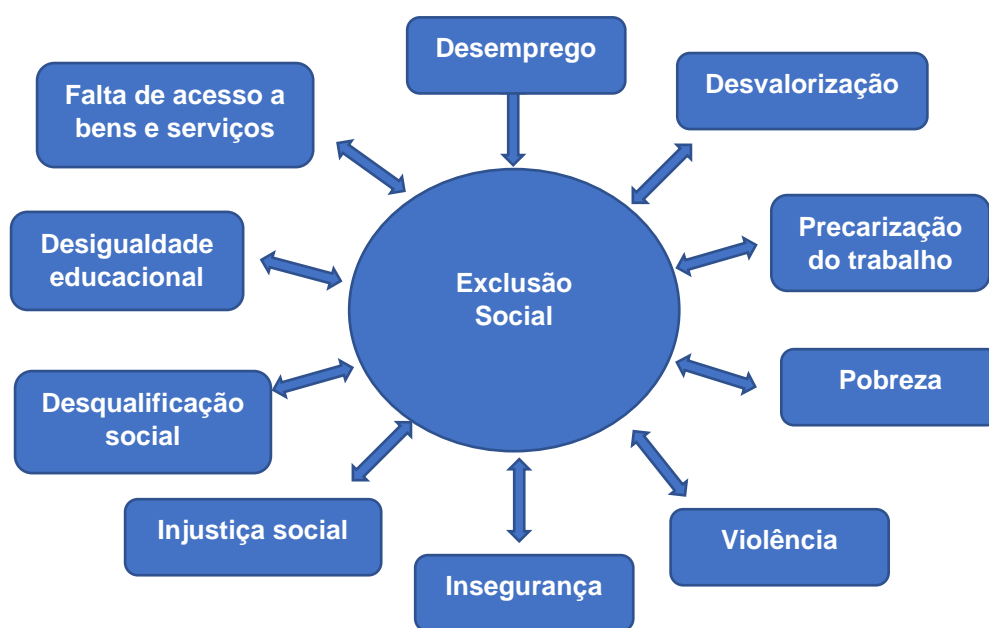 Desemprego
Desvalorização
Falta de acesso a
bens e serviços
Precarização
do trabalho
Desigualdade
educacional
Exclusão
Social
Pobreza
Desqualificação
social
Injustiça social
Violência
Insegurança